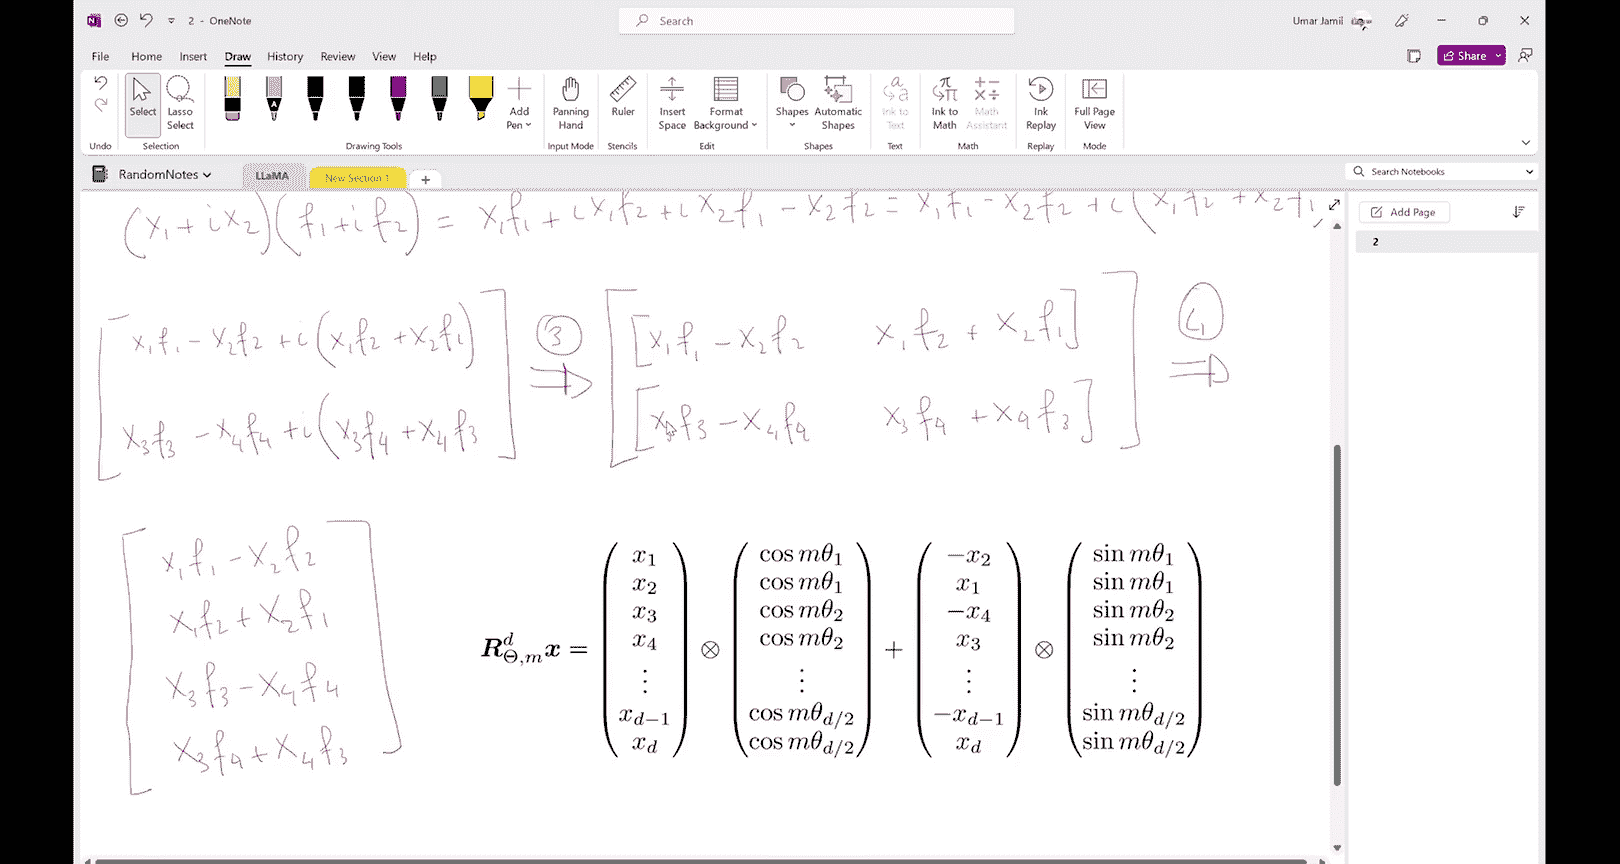 2 - OneNote
Search
Umar Jamil
File Home Insert Draw History Review View Help
Share
Select
Lasso Select
Add Pen
Panning Hand
Ruler
Insert Space
Format Background
Shapes
Automatic Shapes
Ink to Text
Ink to Math
Math Assistant
Ink Replay
Full Page View
Undo Selection Drawing Tools Input Mode Stencils Edit Shapes Text Math Replay Mode
RandomNotes LLaMA New Section 1 +
Search Notebooks
Add Page
2
(x₁ + i x₂)(f₁ + i f₂) = x₁f₁ + i x₁f₂ + i x₂f₁ - x₂f₂ = x₁f₁ - x₂f₂ + i(x₁f₂ + x₂f₁
[ x₁f₁ - x₂f₂ + i(x₁f₂ + x₂f₁)
x₃f₃ - x₄f₄ + i(x₃f₄ + x₄f₃ ]
③ ⇒
[ [x₁f₁ - x₂f₂ x₁f₂ + x₂f₁]
[x₃f₃ - x₄f₄ x₃f₄ + x₄f₃] ]
④ ⇒
[ x₁f₁ - x₂f₂
x₁f₂ + x₂f₁
x₃f₃ - x₄f₄
x₃f₄ + x₄f₃ ]
R^d_{Θ,m} x = (x₁ x₂ x₃ x₄ ⋮ x_{d−1} x_d) ⊗ (cos mθ₁ cos mθ₁ cos mθ₂ cos mθ₂ ⋮ cos mθ_{d/2} cos mθ_{d/2}) + (−x₂ x₁ −x₄ x₃ ⋮ −x_{d−1} x_d) ⊗ (sin mθ₁ sin mθ₁ sin mθ₂ sin mθ₂ ⋮ sin mθ_{d/2} sin mθ_{d/2})